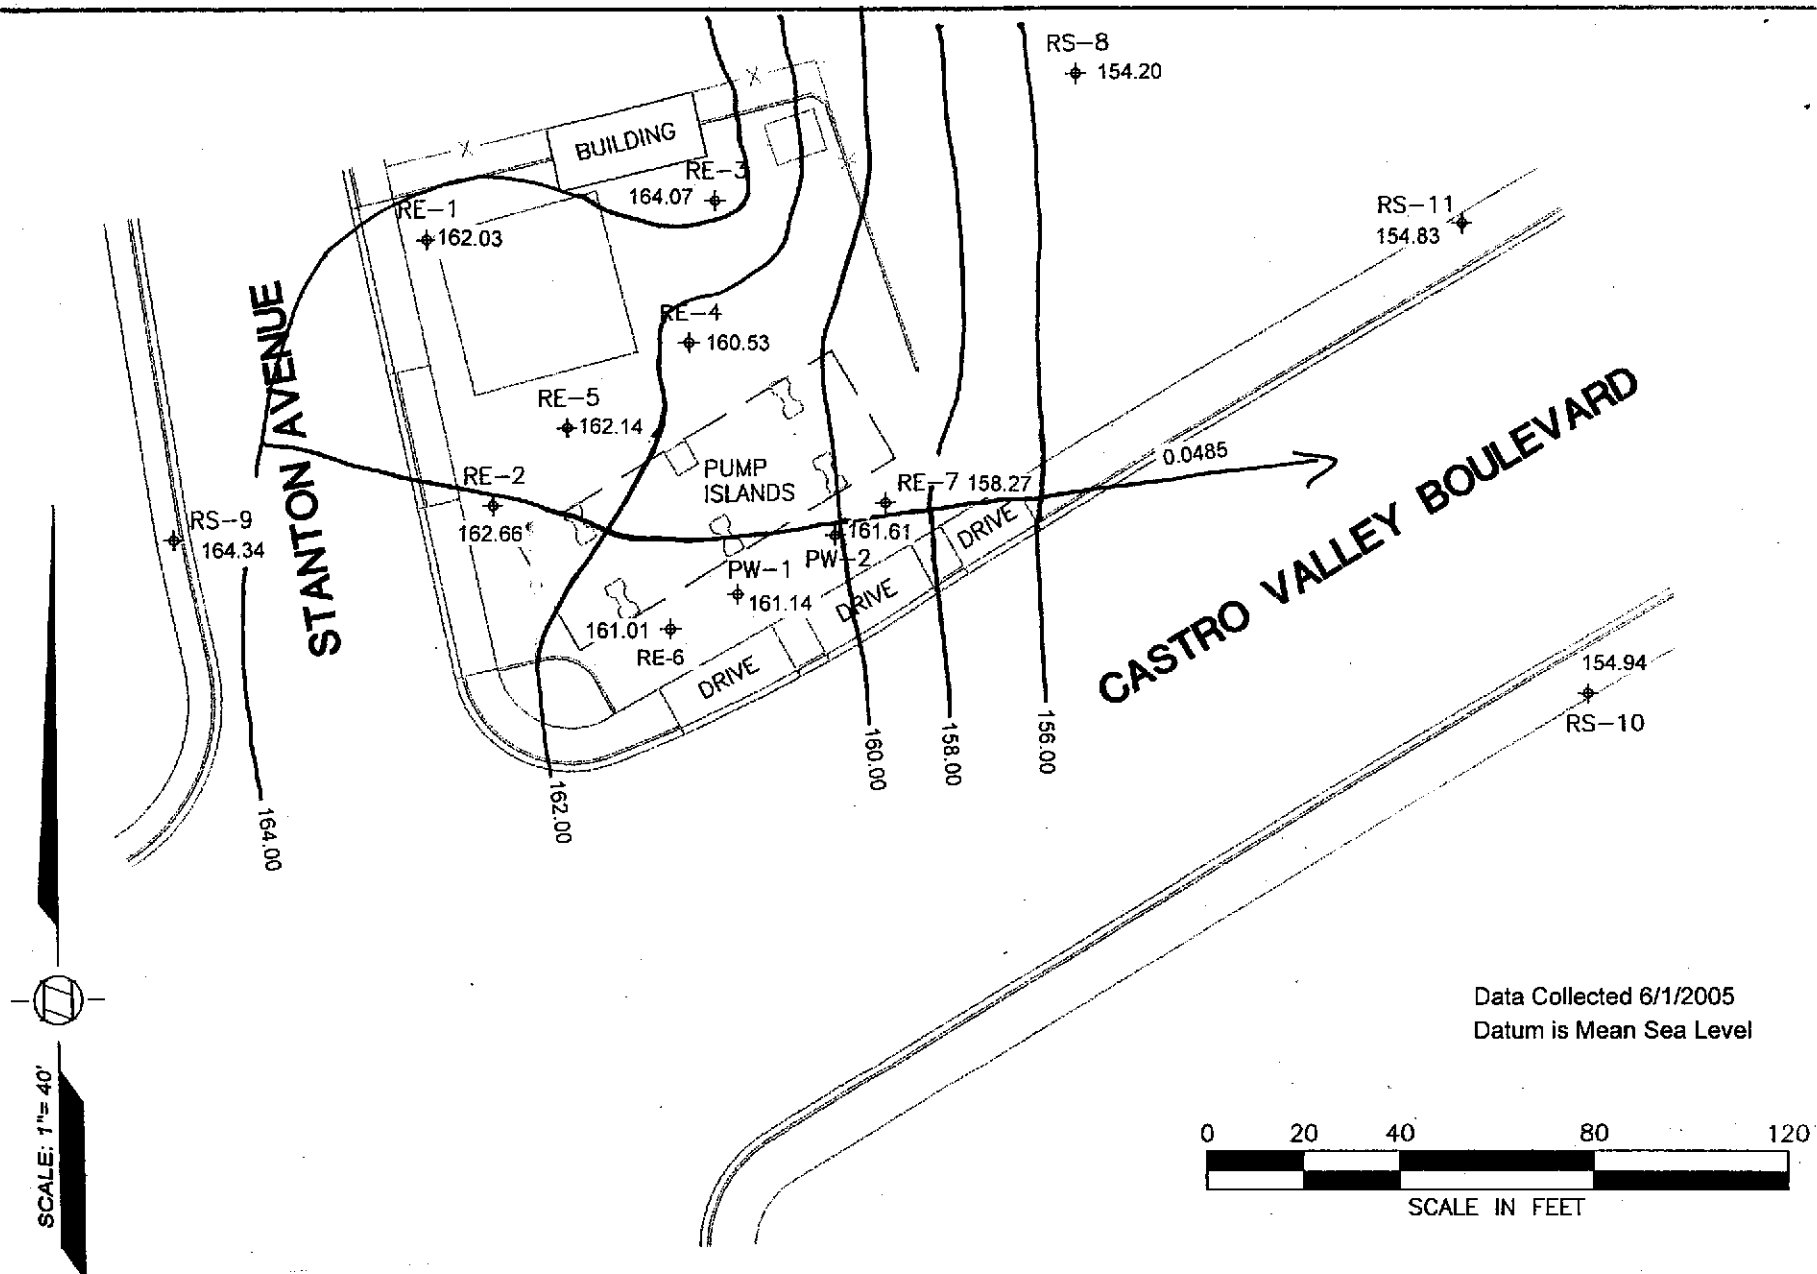 RS-8
154.20
BUILDING
RE-3
164.07
RE-1
162.03
RS-11
154.83
RE-4
160.53
STANTON AVENUE
RE-5
162.14
PUMP
ISLANDS
0.0485
RE-2
162.66
RE-7
158.27
RS-9
164.34
161.61
PW-2
DRIVE
PW-1
161.14
DRIVE
161.01
RE-6
DRIVE
CASTRO VALLEY BOULEVARD
154.94
RS-10
164.00
162.00
160.00
158.00
156.00
Data Collected 6/1/2005
Datum is Mean Sea Level
SCALE: 1"= 40'
0 20 40 80 120
SCALE IN FEET